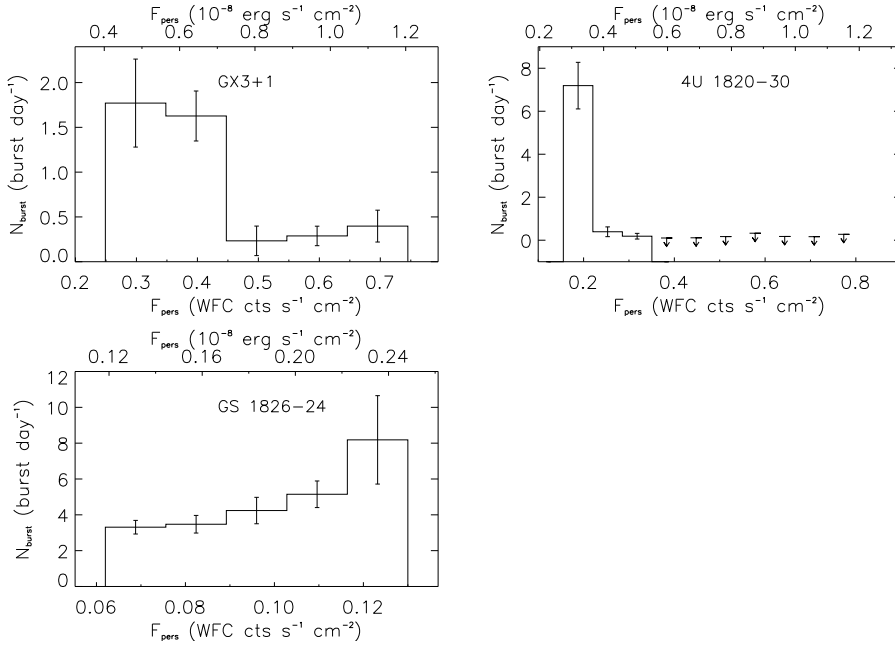 F_pers (10⁻⁸ erg s⁻¹ cm⁻²)
0.4 0.6 0.8 1.0 1.2
GX3+1
N_burst (burst day⁻¹)
2.0
1.5
1.0
0.5
0.0
0.2 0.3 0.4 0.5 0.6 0.7
F_pers (WFC cts s⁻¹ cm⁻²)
F_pers (10⁻⁸ erg s⁻¹ cm⁻²)
0.2 0.4 0.6 0.8 1.0 1.2
4U 1820−30
N_burst (burst day⁻¹)
8
6
4
2
0
0.2 0.4 0.6 0.8
F_pers (WFC cts s⁻¹ cm⁻²)
F_pers (10⁻⁸ erg s⁻¹ cm⁻²)
0.12 0.16 0.20 0.24
GS 1826−24
N_burst (burst day⁻¹)
12
10
8
6
4
2
0
0.06 0.08 0.10 0.12
F_pers (WFC cts s⁻¹ cm⁻²)